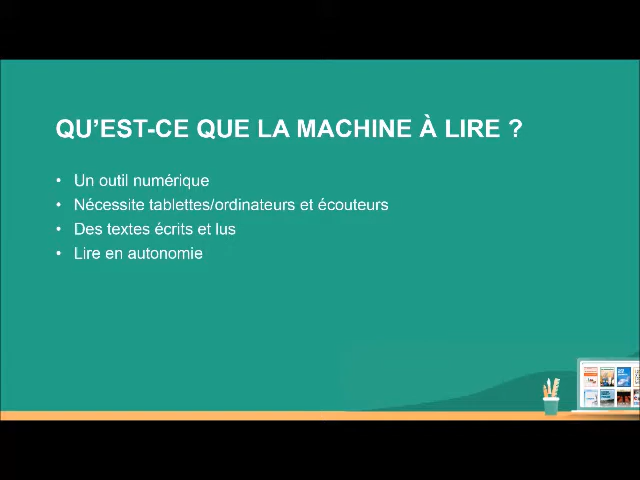 QU'EST-CE QUE LA MACHINE À LIRE ?
• Un outil numérique
• Nécessite tablettes/ordinateurs et écouteurs
• Des textes écrits et lus
• Lire en autonomie